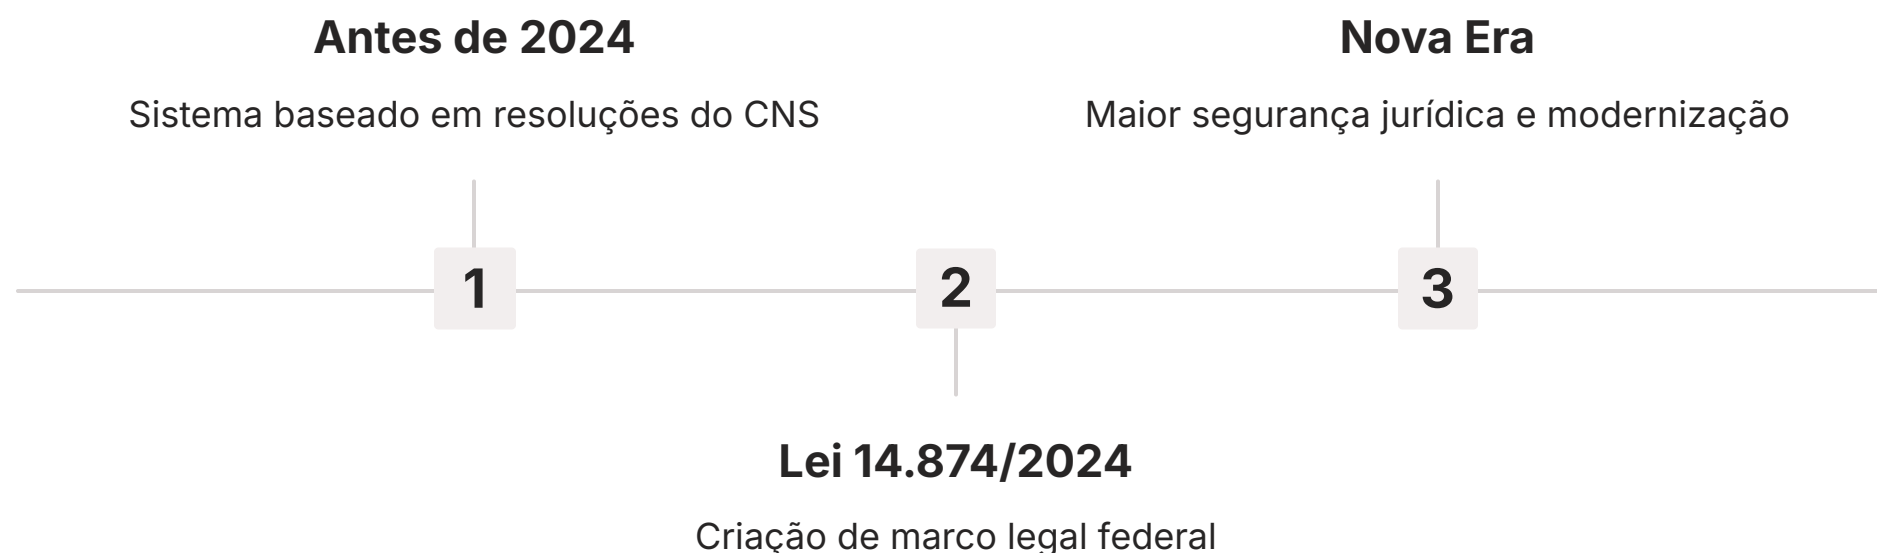 Antes de 2024
Sistema baseado em resoluções do CNS
Nova Era
Maior segurança jurídica e modernização
1
2
3
Lei 14.874/2024
Criação de marco legal federal